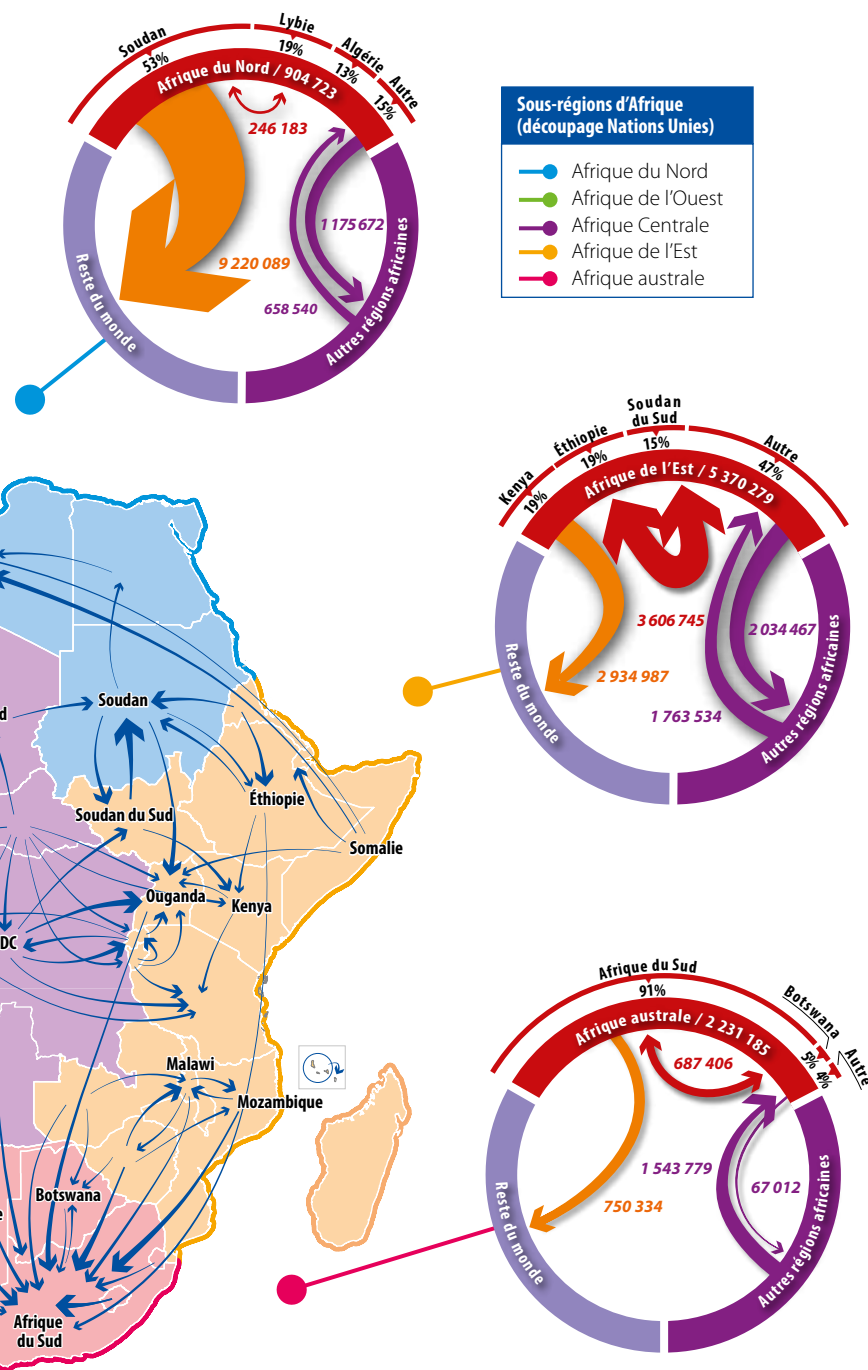 Soudan
53%
Lybie
19%
Algérie
13%
Autre
15%
Afrique du Nord / 904 723
246 183
1 175 672
9 220 089
658 540
Reste du monde
Autres régions africaines
Sous-régions d'Afrique
(découpage Nations Unies)
Afrique du Nord
Afrique de l'Ouest
Afrique Centrale
Afrique de l'Est
Afrique australe
Kenya
19%
Éthiopie
19%
Soudan
du Sud
15%
Autre
47%
Afrique de l'Est / 5 370 279
3 606 745
2 034 467
2 934 987
1 763 534
Reste du monde
Autres régions africaines
Soudan
d
Soudan du Sud
Éthiopie
Somalie
Ouganda
Kenya
DC
Malawi
Mozambique
Botswana
e
Afrique
du Sud
Afrique du Sud
91%
Botswana
5%
Autre
4%
Afrique australe / 2 231 185
687 406
1 543 779
67 012
750 334
Reste du monde
Autres régions africaines